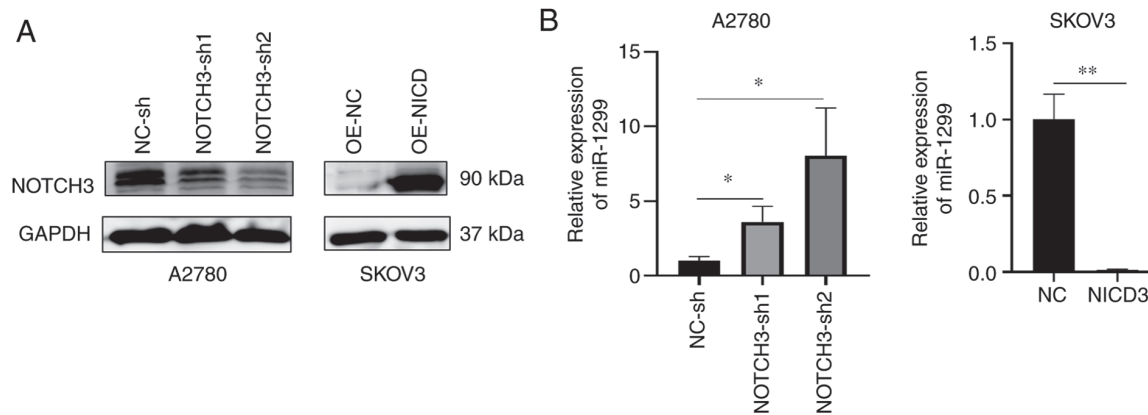 A
NC-sh
NOTCH3-sh1
NOTCH3-sh2
OE-NC
OE-NICD
NOTCH3
90 kDa
GAPDH
37 kDa
A2780
SKOV3
B
A2780
Relative expression
of miR-1299
15
10
5
0
*
*
NC-sh
NOTCH3-sh1
NOTCH3-sh2
SKOV3
Relative expression
of miR-1299
1.5
1.0
0.5
0.0
**
NC
NICD3